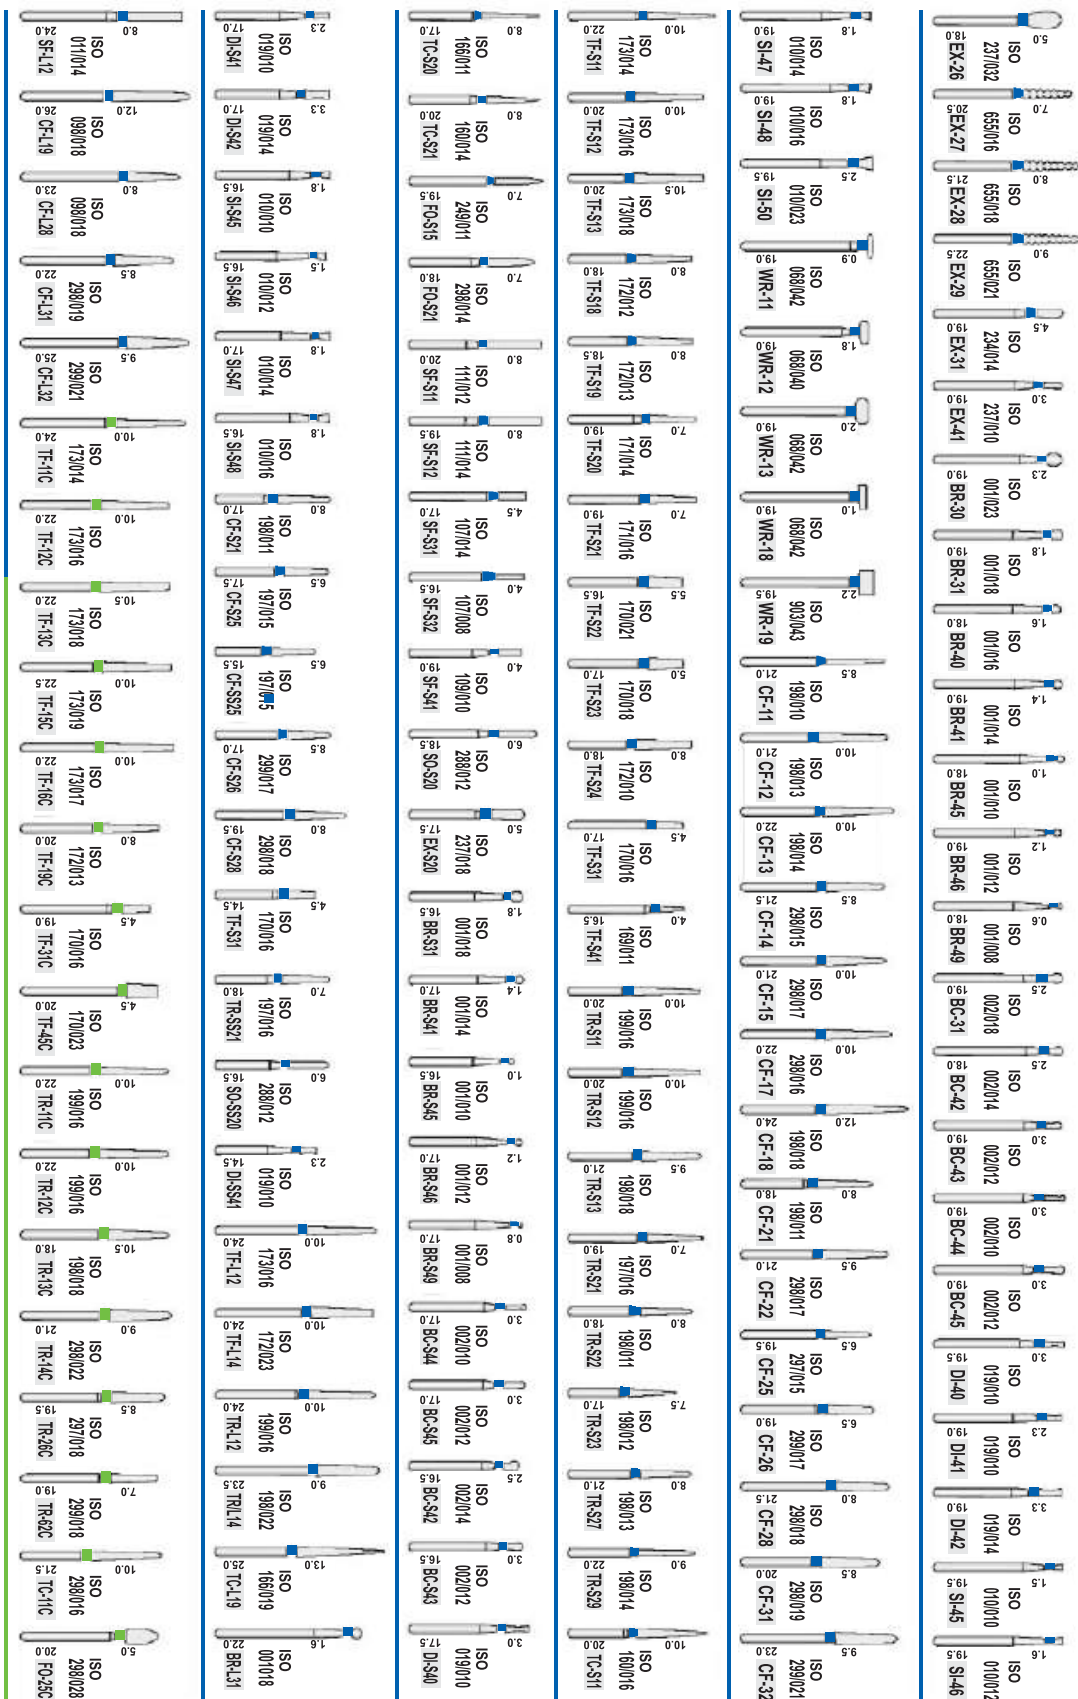 5.0 18.0 ISO 237/032 EX-26
7.0 20.5 ISO 655/016 EX-27
8.0 21.5 ISO 655/018 EX-28
9.0 22.5 ISO 655/021 EX-29
4.5 19.0 ISO 234/014 EX-31
3.0 19.0 ISO 237/010 EX-41
2.3 19.0 ISO 001/023 BR-30
1.8 19.0 ISO 001/018 BR-31
1.6 18.0 ISO 001/016 BR-40
1.4 19.0 ISO 001/014 BR-41
1.0 18.0 ISO 001/010 BR-45
1.2 19.0 ISO 001/012 BR-46
0.6 18.0 ISO 001/008 BR-49
2.5 19.0 ISO 002/018 BC-31
2.5 18.0 ISO 002/014 BC-42
3.0 19.0 ISO 002/012 BC-43
3.0 19.0 ISO 002/010 BC-44
3.0 19.0 ISO 002/012 BC-45
3.0 19.5 ISO 019/010 DI-40
2.3 19.0 ISO 019/010 DI-41
3.3 19.0 ISO 019/014 DI-42
1.5 19.5 ISO 010/010 SI-45
1.6 19.5 ISO 010/012 SI-46
1.8 19.0 ISO 010/014 SI-47
1.8 19.0 ISO 010/016 SI-48
2.5 19.5 ISO 010/023 SI-50
0.9 19.0 ISO 068/042 WR-11
1.8 19.0 ISO 068/040 WR-12
2.0 19.0 ISO 068/042 WR-13
1.0 19.0 ISO 068/042 WR-18
2.2 19.5 ISO 903/043 WR-19
8.5 21.0 ISO 198/010 CF-11
10.0 21.0 ISO 198/013 CF-12
10.0 22.0 ISO 198/014 CF-13
8.5 21.5 ISO 298/015 CF-14
10.0 21.0 ISO 298/017 CF-15
10.0 22.0 ISO 298/016 CF-17
12.0 24.0 ISO 198/018 CF-18
8.0 18.0 ISO 198/011 CF-21
9.5 21.0 ISO 298/017 CF-22
6.5 19.5 ISO 297/015 CF-25
6.5 19.0 ISO 299/017 CF-26
8.0 21.5 ISO 298/018 CF-28
8.5 20.0 ISO 298/019 CF-31
9.5 23.0 ISO 299/021 CF-32
10.0 22.0 ISO 173/014 TF-S11
10.0 20.0 ISO 173/016 TF-S12
10.5 20.0 ISO 173/018 TF-S13
8.0 18.0 ISO 172/012 TF-S18
8.0 18.5 ISO 172/013 TF-S19
7.0 19.0 ISO 171/014 TF-S20
7.0 19.0 ISO 171/016 TF-S21
5.5 16.5 ISO 170/021 TF-S22
5.0 17.0 ISO 170/018 TF-S23
8.0 18.0 ISO 172/010 TF-S24
4.5 17.0 ISO 170/016 TF-S31
4.0 16.5 ISO 169/011 TF-S41
10.0 20.0 ISO 199/016 TR-S11
10.0 20.0 ISO 199/016 TR-S12
9.5 21.0 ISO 198/018 TR-S13
7.0 19.0 ISO 197/016 TR-S21
8.0 18.0 ISO 198/011 TR-S22
7.5 17.0 ISO 198/012 TR-S23
8.0 21.0 ISO 198/013 TR-S27
9.0 22.0 ISO 198/014 TR-S29
10.0 20.0 ISO 160/016 TC-S11
8.0 17.0 ISO 166/011 TC-S20
8.0 20.0 ISO 160/014 TC-S21
7.0 19.5 ISO 249/011 FO-S15
7.0 18.0 ISO 298/014 FO-S21
8.0 20.0 ISO 111/012 SF-S11
8.0 19.5 ISO 111/014 SF-S12
4.5 17.0 ISO 107/014 SF-S31
4.0 16.5 ISO 107/008 SF-S32
4.0 19.0 ISO 109/010 SF-S41
6.0 18.5 ISO 288/012 SO-S20
5.0 17.5 ISO 237/018 EX-S20
1.8 16.5 ISO 001/018 BR-S31
1.4 17.0 ISO 001/014 BR-S41
1.0 16.5 ISO 001/010 BR-S45
1.2 17.0 ISO 001/012 BR-S46
0.8 17.0 ISO 001/008 BR-S49
3.0 17.0 ISO 002/010 BC-S44
3.0 17.0 ISO 002/012 BC-S45
2.5 16.5 ISO 002/014 BC-S42
3.0 16.5 ISO 002/012 BC-S43
3.0 17.5 ISO 019/010 DI-S40
2.3 17.0 ISO 019/010 DI-S41
3.3 17.0 ISO 019/014 DI-S42
1.8 16.5 ISO 010/010 SI-S45
1.5 16.5 ISO 010/012 SI-S46
1.8 17.0 ISO 010/014 SI-S47
1.8 16.5 ISO 010/016 SI-S48
8.0 17.0 ISO 198/011 CF-S21
6.5 17.5 ISO 197/015 CF-S25
6.5 15.5 ISO 197/015 CF-SS25
8.5 17.0 ISO 299/017 CF-S26
8.0 19.5 ISO 298/018 CF-S28
4.5 14.5 ISO 170/016 TF-S31
7.0 18.0 ISO 197/016 TR-SS21
6.0 16.5 ISO 288/012 SO-SS20
2.3 14.5 ISO 019/010 DI-SS41
10.0 24.0 ISO 173/016 TF-L12
10.0 24.0 ISO 172/023 TF-L14
10.0 24.0 ISO 199/016 TR-L12
9.0 23.5 ISO 198/022 TR/L14
13.0 25.0 ISO 166/019 TC-L19
1.6 22.0 ISO 001018 BR-L31
8.0 24.0 ISO 011/014 SF-L12
12.0 26.0 ISO 098/018 CF-L19
8.0 23.0 ISO 098/018 CF-L28
8.5 22.0 ISO 298/019 CF-L31
9.5 25.0 ISO 299/021 CF-L32
10.0 24.0 ISO 173/014 TF-11C
10.0 22.0 ISO 173/016 TF-12C
10.5 22.0 ISO 173/018 TF-13C
10.0 22.5 ISO 173/019 TF-15C
10.0 22.0 ISO 173/017 TF-16C
8.0 20.0 ISO 172/013 TF-19C
4.5 19.0 ISO 170/016 TF-31C
4.5 20.0 ISO 170/023 TF-45C
10.0 22.0 ISO 199/016 TR-11C
10.0 22.0 ISO 199/016 TR-12C
10.5 18.0 ISO 198/018 TR-13C
9.0 21.0 ISO 298/022 TR-14C
8.5 19.5 ISO 297/018 TR-26C
7.0 19.0 ISO 299/018 TR-62C
10.0 21.5 ISO 298/016 TC-11C
5.0 20.0 ISO 298/028 FO-25C